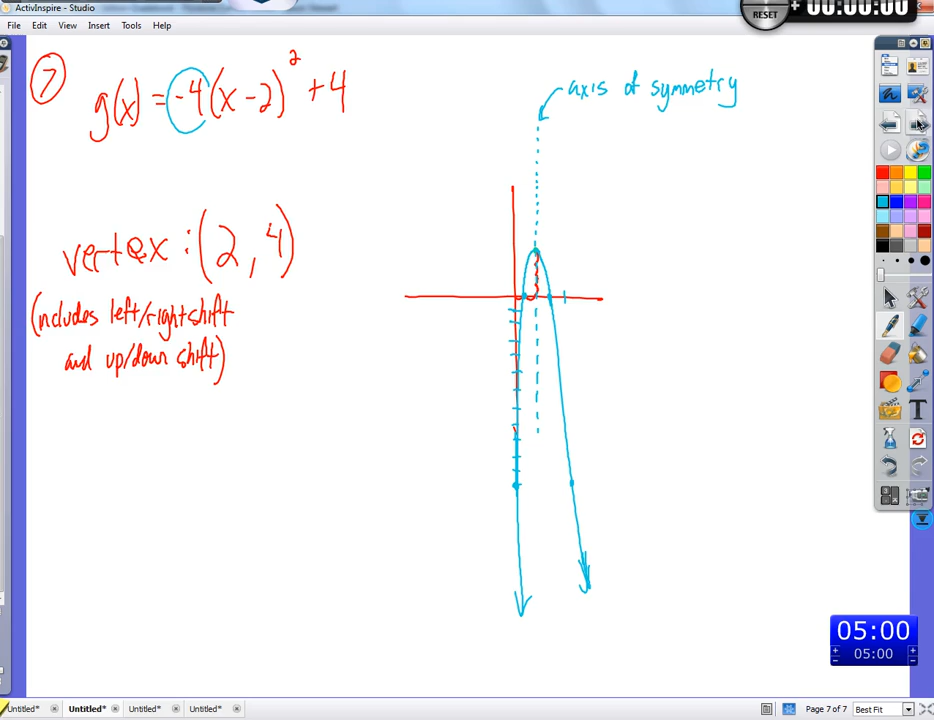 ActivInspire - Studio
File Edit View Insert Tools Help
RESET
00:00:00
7
g(x) = -4(x-2)² +4
axis of symmetry
vertex : (2, 4)
(includes left/right shift
and up/down shift)
05:00
05:00
Untitled* Untitled* Untitled* Untitled*
Page 7 of 7 Best Fit